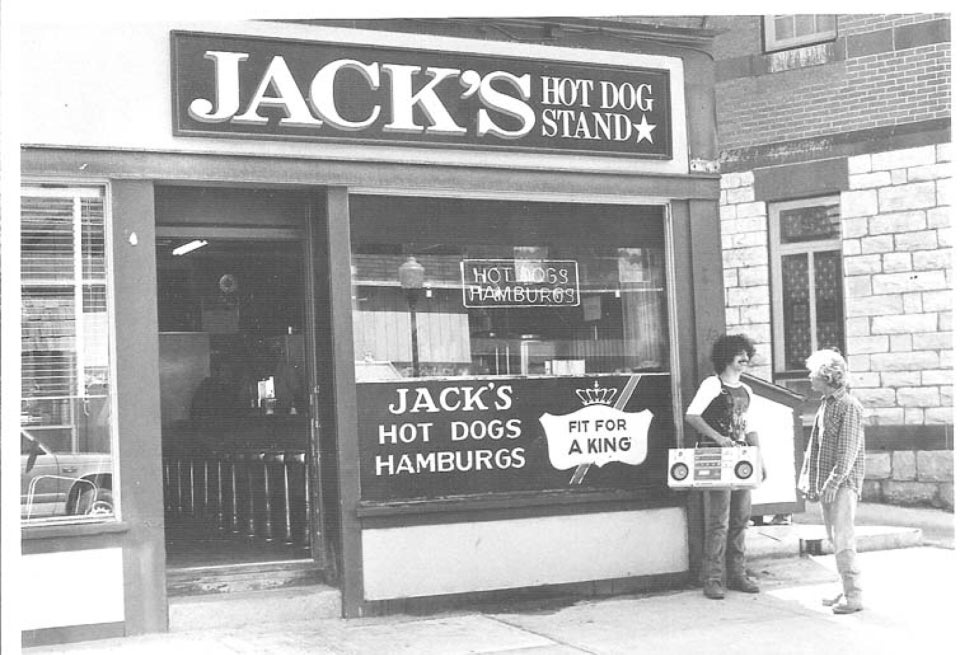 JACK'S HOT DOG
STAND★
HOT DOGS
HAMBURGS
JACK'S
HOT DOGS
HAMBURGS
FIT FOR
A KING